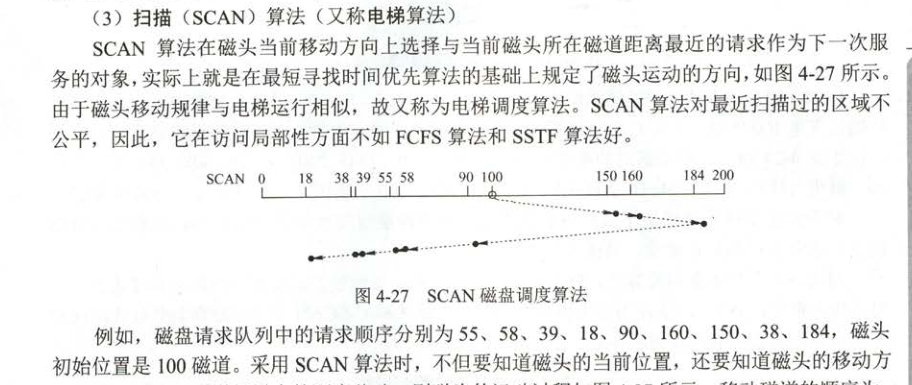 （3）扫描（SCAN）算法（又称电梯算法）
SCAN 算法在磁头当前移动方向上选择与当前磁头所在磁道距离最近的请求作为下一次服
务的对象，实际上就是在最短寻找时间优先算法的基础上规定了磁头运动的方向，如图 4-27 所示。
由于磁头移动规律与电梯运行相似，故又称为电梯调度算法。SCAN 算法对最近扫描过的区域不
公平，因此，它在访问局部性方面不如 FCFS 算法和 SSTF 算法好。
SCAN 0 18 38 39 55 58 90 100 150 160 184 200
图 4-27 SCAN 磁盘调度算法
例如，磁盘请求队列中的请求顺序分别为 55、58、39、18、90、160、150、38、184，磁头
初始位置是 100 磁道。采用 SCAN 算法时，不但要知道磁头的当前位置，还要知道磁头的移动方